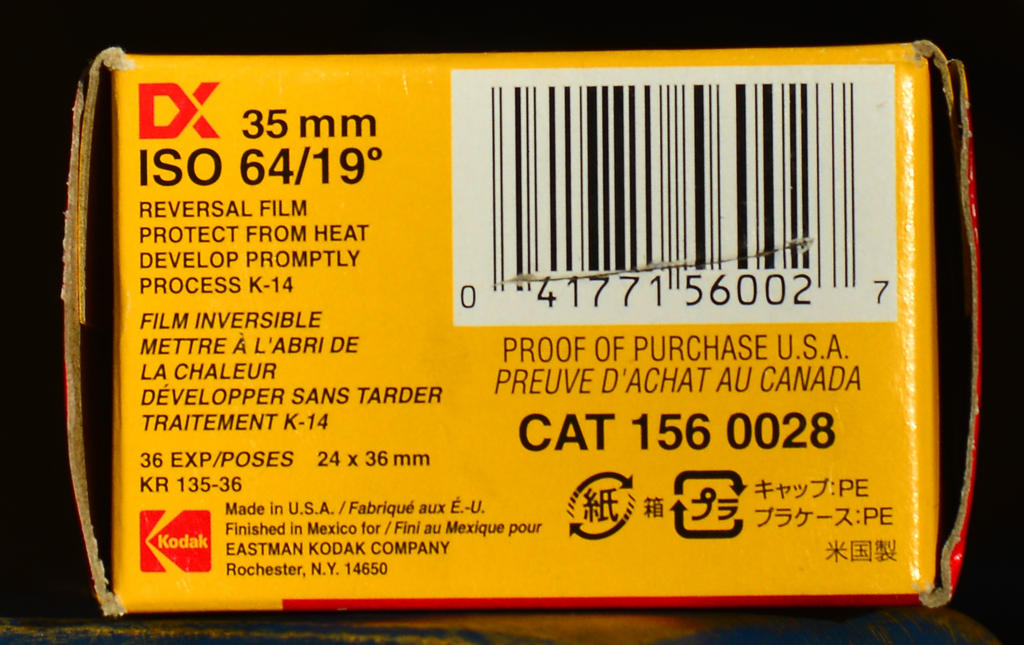 DX 35 mm
ISO 64/19°
REVERSAL FILM
PROTECT FROM HEAT
DEVELOP PROMPTLY
PROCESS K-14
FILM INVERSIBLE
METTRE À L'ABRI DE
LA CHALEUR
DÉVELOPPER SANS TARDER
TRAITEMENT K-14
36 EXP/POSES 24 x 36 mm
KR 135-36
Kodak
Made in U.S.A. / Fabriqué aux É.-U.
Finished in Mexico for / Fini au Mexique pour
EASTMAN KODAK COMPANY
Rochester, N.Y. 14650
0 41771 56002 7
PROOF OF PURCHASE U.S.A.
PREUVE D'ACHAT AU CANADA
CAT 156 0028
紙 箱 プラ
キャップ:PE
プラケース:PE
米国製